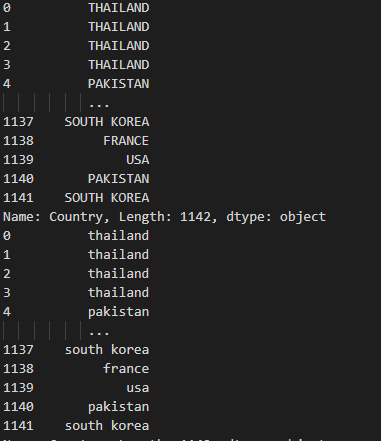 0 THAILAND
1 THAILAND
2 THAILAND
3 THAILAND
4 PAKISTAN
...
1137 SOUTH KOREA
1138 FRANCE
1139 USA
1140 PAKISTAN
1141 SOUTH KOREA
Name: Country, Length: 1142, dtype: object
0 thailand
1 thailand
2 thailand
3 thailand
4 pakistan
...
1137 south korea
1138 france
1139 usa
1140 pakistan
1141 south korea